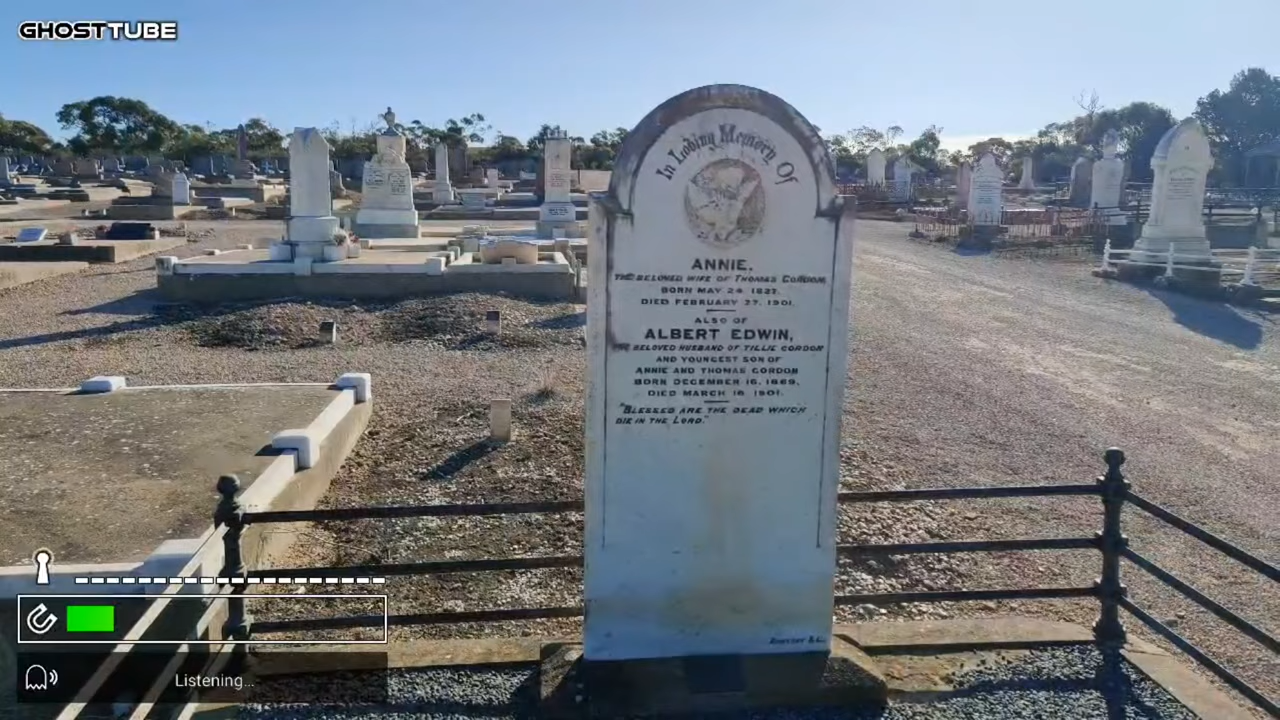 GHOSTTUBE
In Loving Memory Of
ANNIE.
THE BELOVED WIFE OF THOMAS GORDON
BORN MAY 24. 1827.
DIED FEBRUARY 27. 1901.
ALSO OF
ALBERT EDWIN,
THE BELOVED HUSBAND OF TILLIE GORDON
AND YOUNGEST SON OF
ANNIE AND THOMAS GORDON
BORN DECEMBER 16. 1869.
DIED MARCH 16. 1901.
"BLESSED ARE THE DEAD WHICH
DIE IN THE LORD."
Listening...